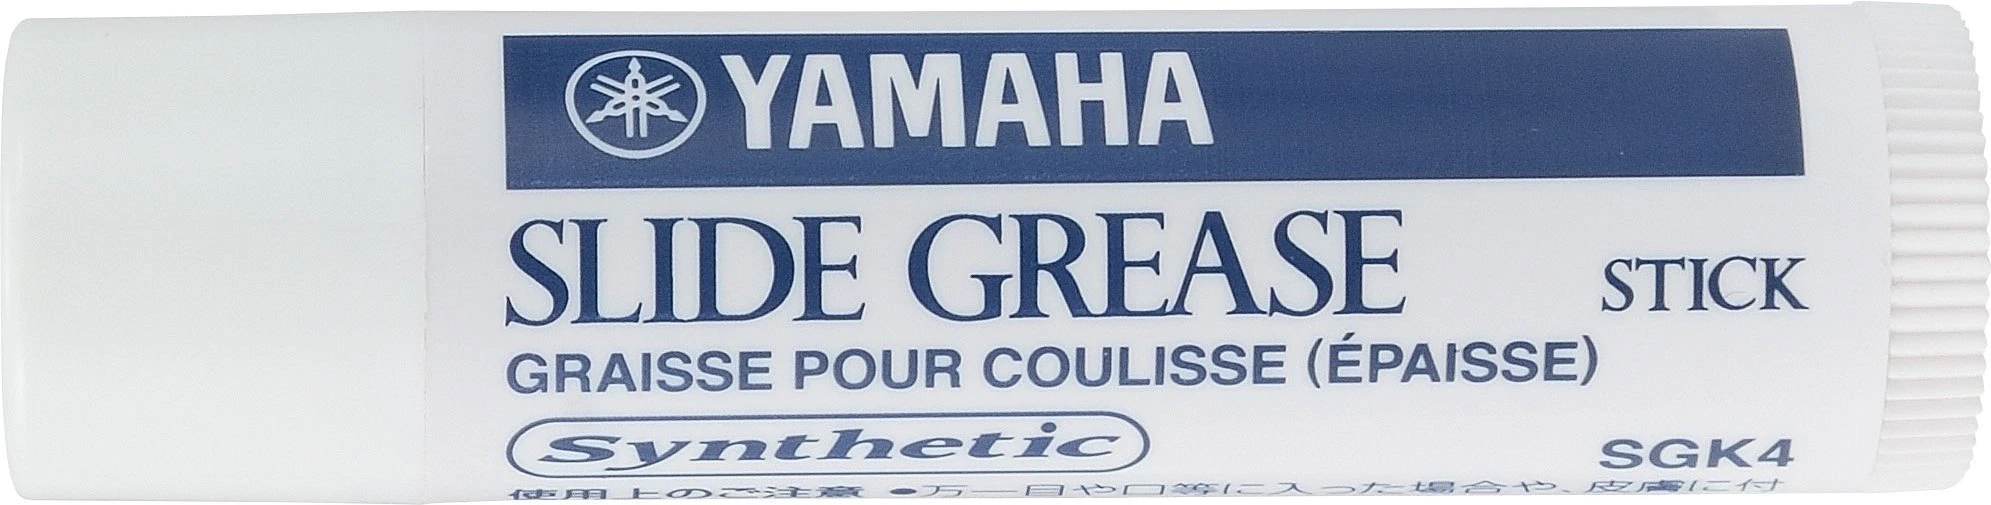 YAMAHA
SLIDE GREASE STICK
GRAISSE POUR COULISSE (ÉPAISSE)
Synthetic SGK4
使用上のご注意 ●万一目や口等に入った場合や、皮膚に付